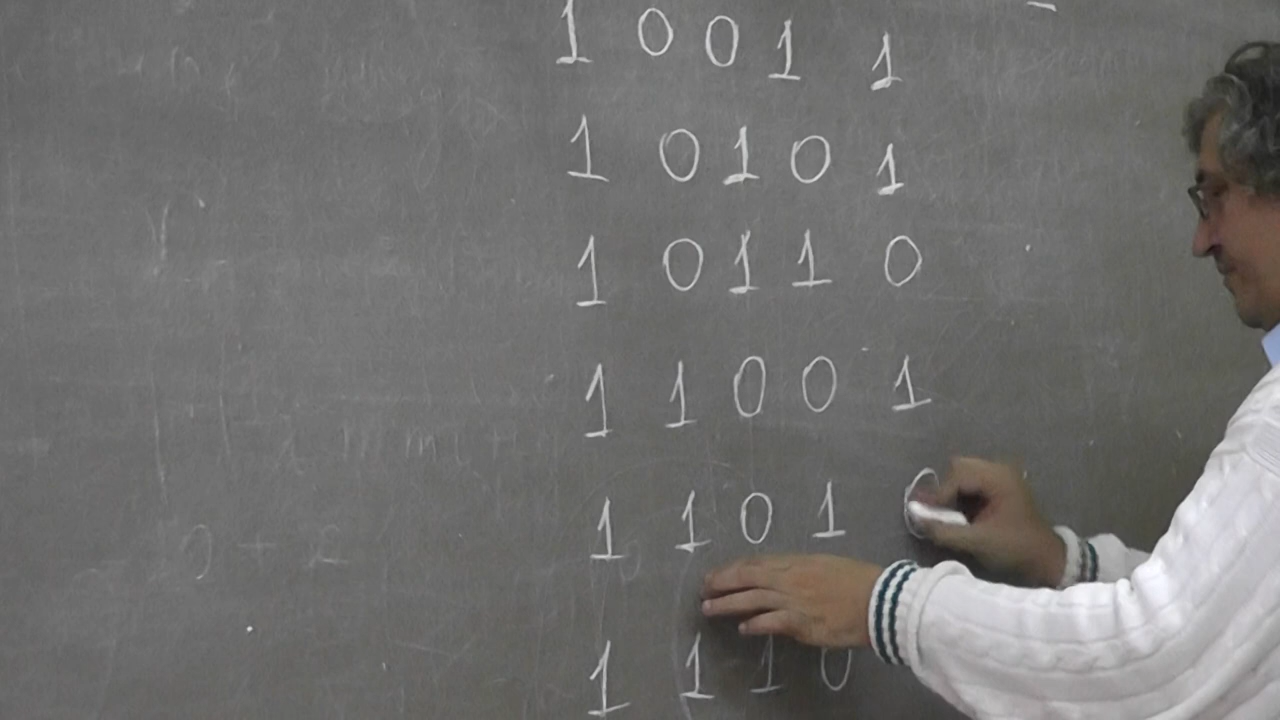 1 0 0 1 1
1 0 1 0 1
1 0 1 1 0
1 1 0 0 1
1 1 0 1 0
1 1 1 0